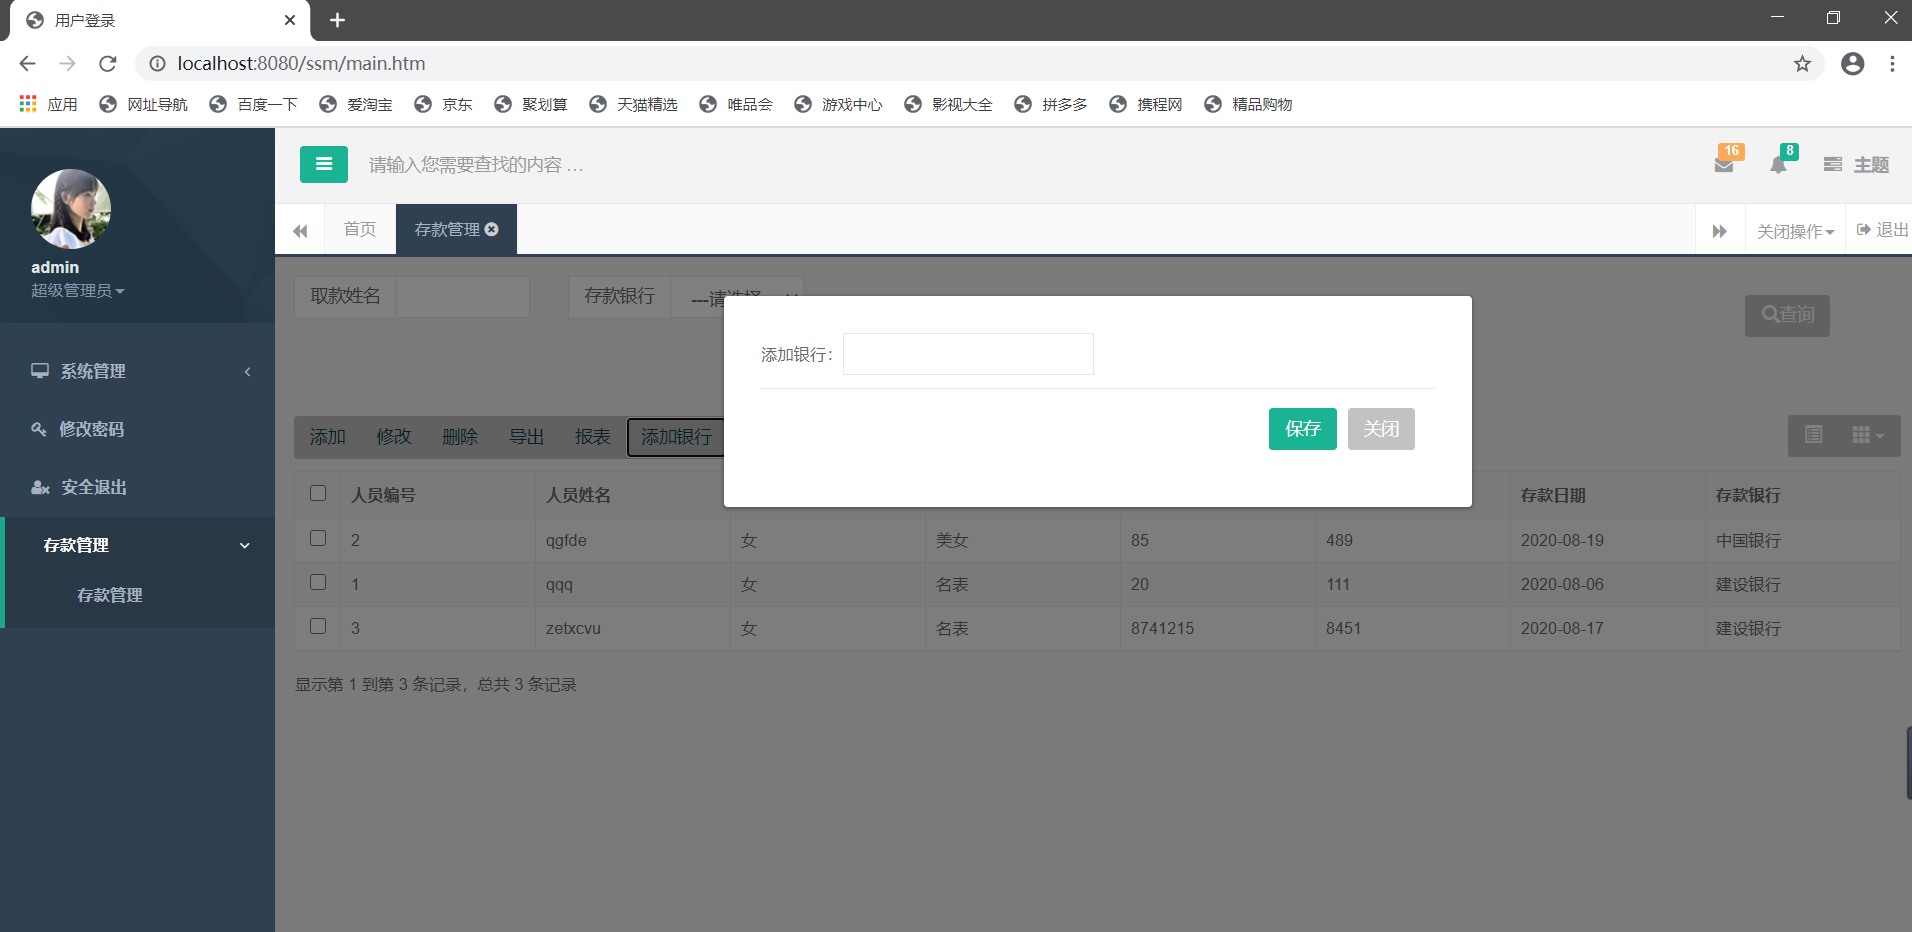 用户登录
localhost:8080/ssm/main.htm
应用 网址导航 百度一下 爱淘宝 京东 聚划算 天猫精选 唯品会 游戏中心 影视大全 拼多多 携程网 精品购物
请输入您需要查找的内容 …
16
8
主题
首页
存款管理
关闭操作
退出
admin
超级管理员
系统管理
修改密码
安全退出
存款管理
存款管理
取款姓名
存款银行
---请选择
查询
添加银行：
保存
关闭
添加 修改 删除 导出 报表 添加银行
人员编号 人员姓名 存款日期 存款银行
2 qgfde 女 美女 85 489 2020-08-19 中国银行
1 qqq 女 名表 20 111 2020-08-06 建设银行
3 zetxcvu 女 名表 8741215 8451 2020-08-17 建设银行
显示第 1 到第 3 条记录，总共 3 条记录